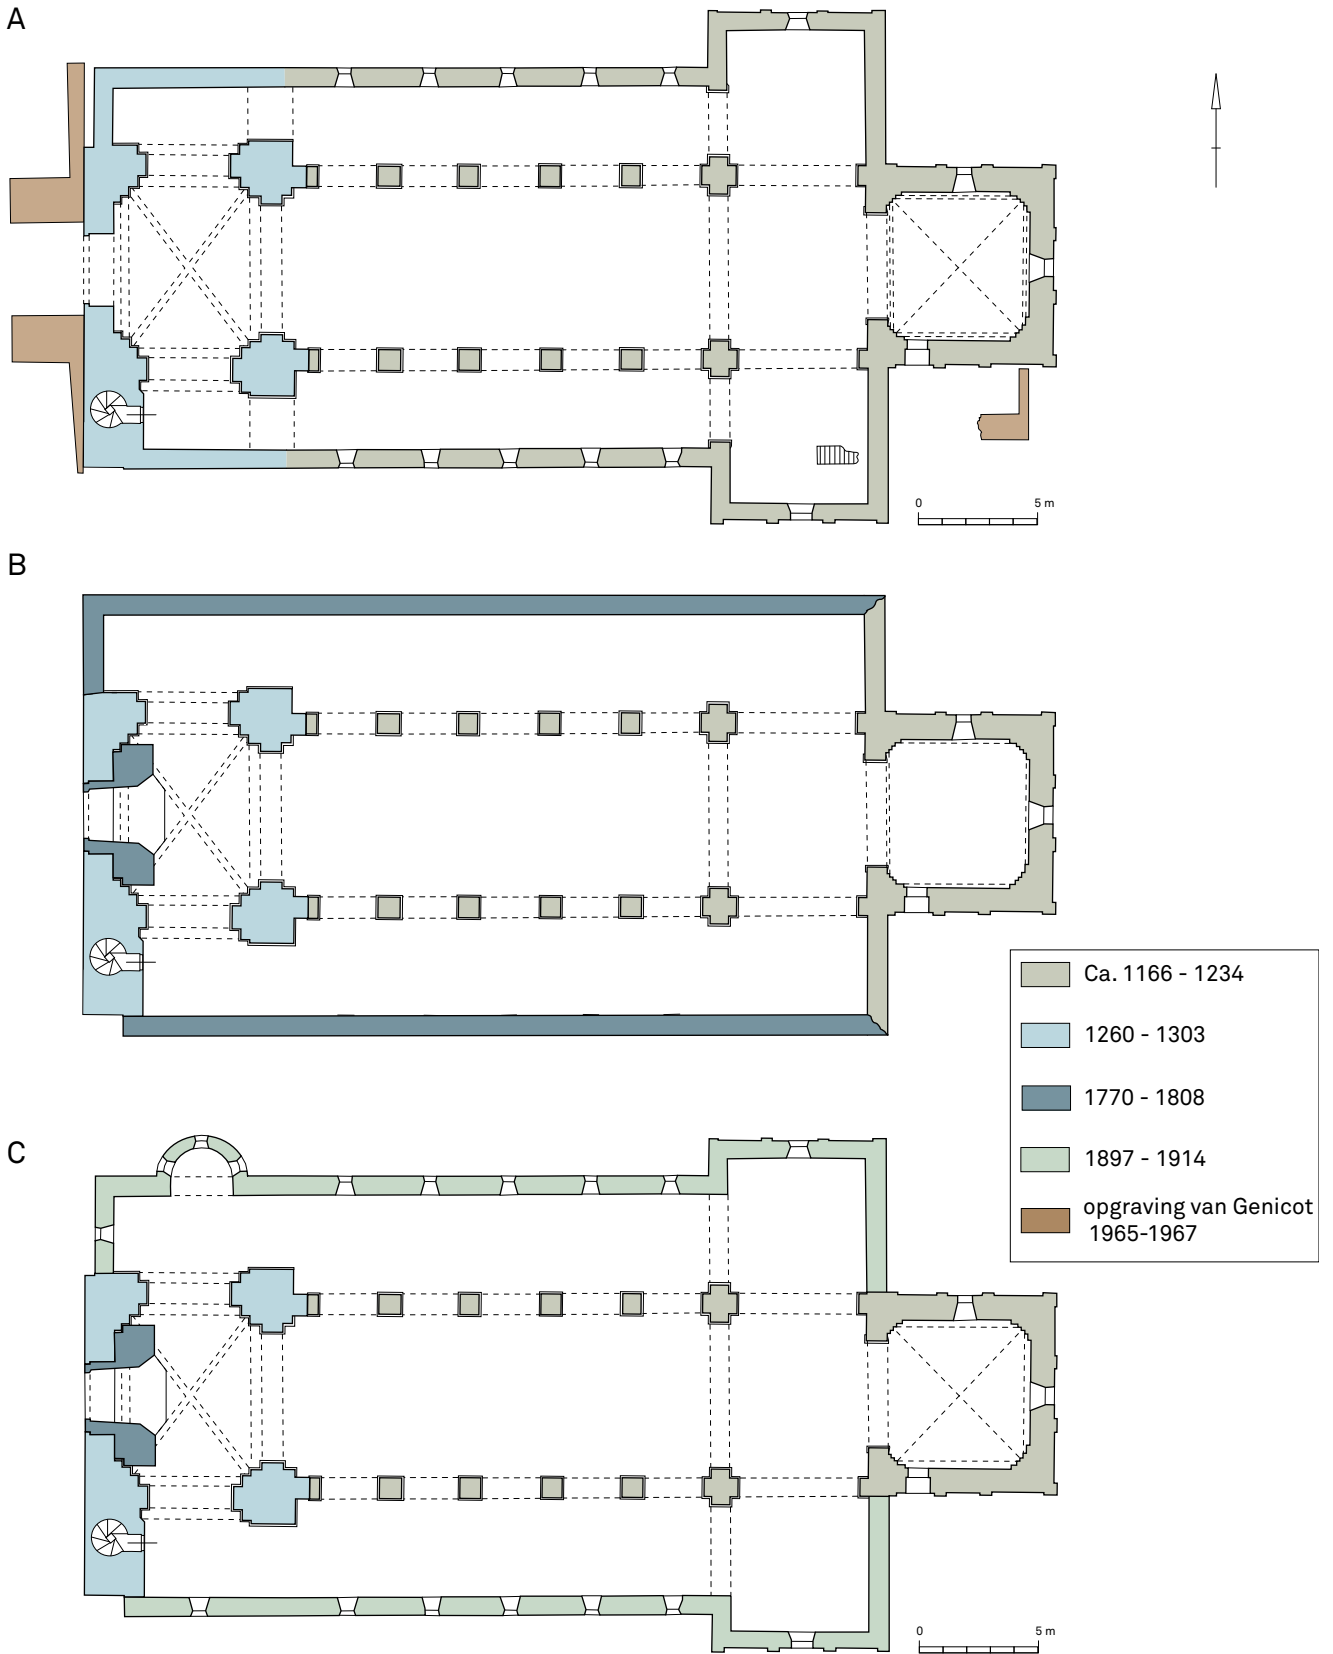 A
0 5 m
B
Ca. 1166 - 1234
1260 - 1303
1770 - 1808
1897 - 1914
opgraving van Genicot
1965-1967
C
0 5 m